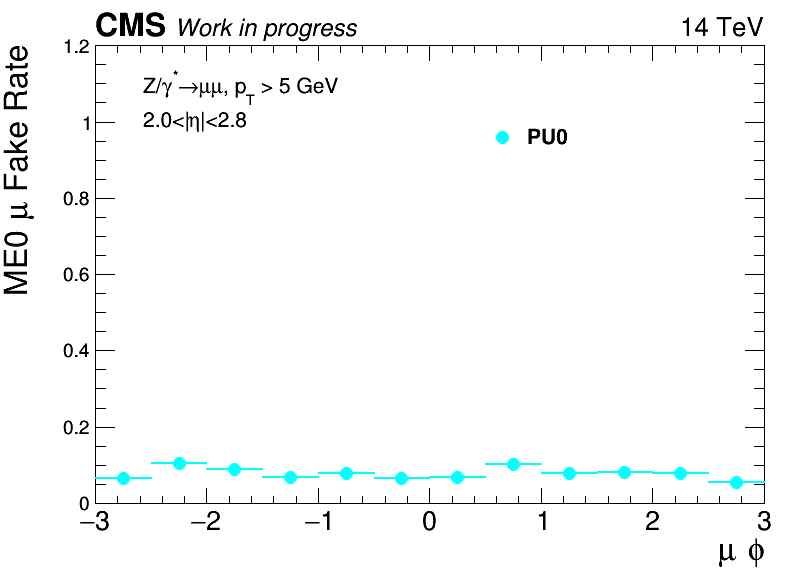 CMS Work in progress 14 TeV
ME0 μ Fake Rate
1.2
Z/γ*→μμ, pT > 5 GeV
2.0<|η|<2.8
1
PU0
0.8
0.6
0.4
0.2
0
−3 −2 −1 0 1 2 3
μ ϕ